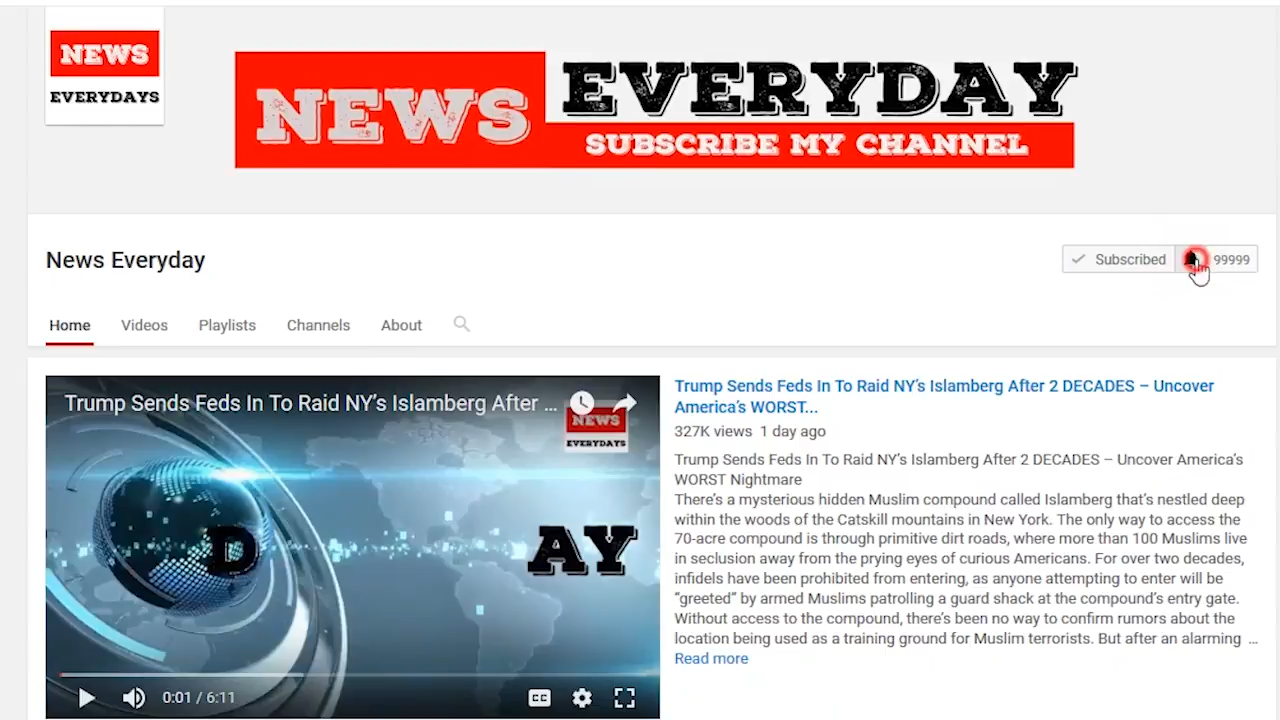 NEWS
EVERYDAYS
NEWS
EVERYDAY
SUBSCRIBE MY CHANNEL
News Everyday
Subscribed
99999
Home
Videos
Playlists
Channels
About
Trump Sends Feds In To Raid NY’s Islamberg After ...
NEWS
EVERYDAYS
D
AY
0:01 / 6:11
CC
Trump Sends Feds In To Raid NY’s Islamberg After 2 DECADES – Uncover
America’s WORST...
327K views 1 day ago
Trump Sends Feds In To Raid NY’s Islamberg After 2 DECADES – Uncover America’s
WORST Nightmare
There’s a mysterious hidden Muslim compound called Islamberg that’s nestled deep
within the woods of the Catskill mountains in New York. The only way to access the
70-acre compound is through primitive dirt roads, where more than 100 Muslims live
in seclusion away from the prying eyes of curious Americans. For over two decades,
infidels have been prohibited from entering, as anyone attempting to enter will be
“greeted” by armed Muslims patrolling a guard shack at the compound’s entry gate.
Without access to the compound, there’s been no way to confirm rumors about the
location being used as a training ground for Muslim terrorists. But after an alarming ...
Read more